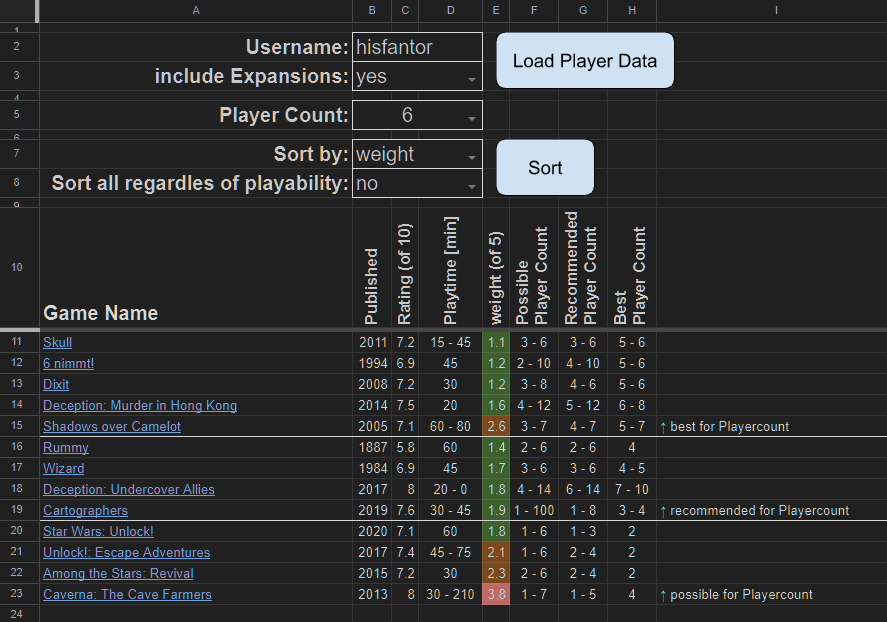 A B C D E F G H I
1
2 Username: hisfantor Load Player Data
3 include Expansions: yes
4
5 Player Count: 6
6
7 Sort by: weight Sort
8 Sort all regardles of playability: no
9
10 Game Name Published Rating (of 10) Playtime [min] weight (of 5) Possible Player Count Recommended Player Count Best Player Count
11 Skull 2011 7.2 15 - 45 1.1 3 - 6 3 - 6 5 - 6
12 6 nimmt! 1994 6.9 45 1.2 2 - 10 4 - 10 5 - 6
13 Dixit 2008 7.2 30 1.2 3 - 8 4 - 6 5 - 6
14 Deception: Murder in Hong Kong 2014 7.5 20 1.6 4 - 12 5 - 12 6 - 8
15 Shadows over Camelot 2005 7.1 60 - 80 2.6 3 - 7 4 - 7 5 - 7 ↑ best for Playercount
16 Rummy 1887 5.8 60 1.4 2 - 6 2 - 6 4
17 Wizard 1984 6.9 45 1.7 3 - 6 3 - 6 4 - 5
18 Deception: Undercover Allies 2017 8 20 - 0 1.8 4 - 14 6 - 14 7 - 10
19 Cartographers 2019 7.6 30 - 45 1.9 1 - 100 1 - 8 3 - 4 ↑ recommended for Playercount
20 Star Wars: Unlock! 2020 7.1 60 1.8 1 - 6 1 - 3 2
21 Unlock!: Escape Adventures 2017 7.4 45 - 75 2.1 1 - 6 2 - 4 2
22 Among the Stars: Revival 2015 7.2 30 2.3 2 - 6 2 - 4 2
23 Caverna: The Cave Farmers 2013 8 30 - 210 3.8 1 - 7 1 - 5 4 ↑ possible for Playercount
24